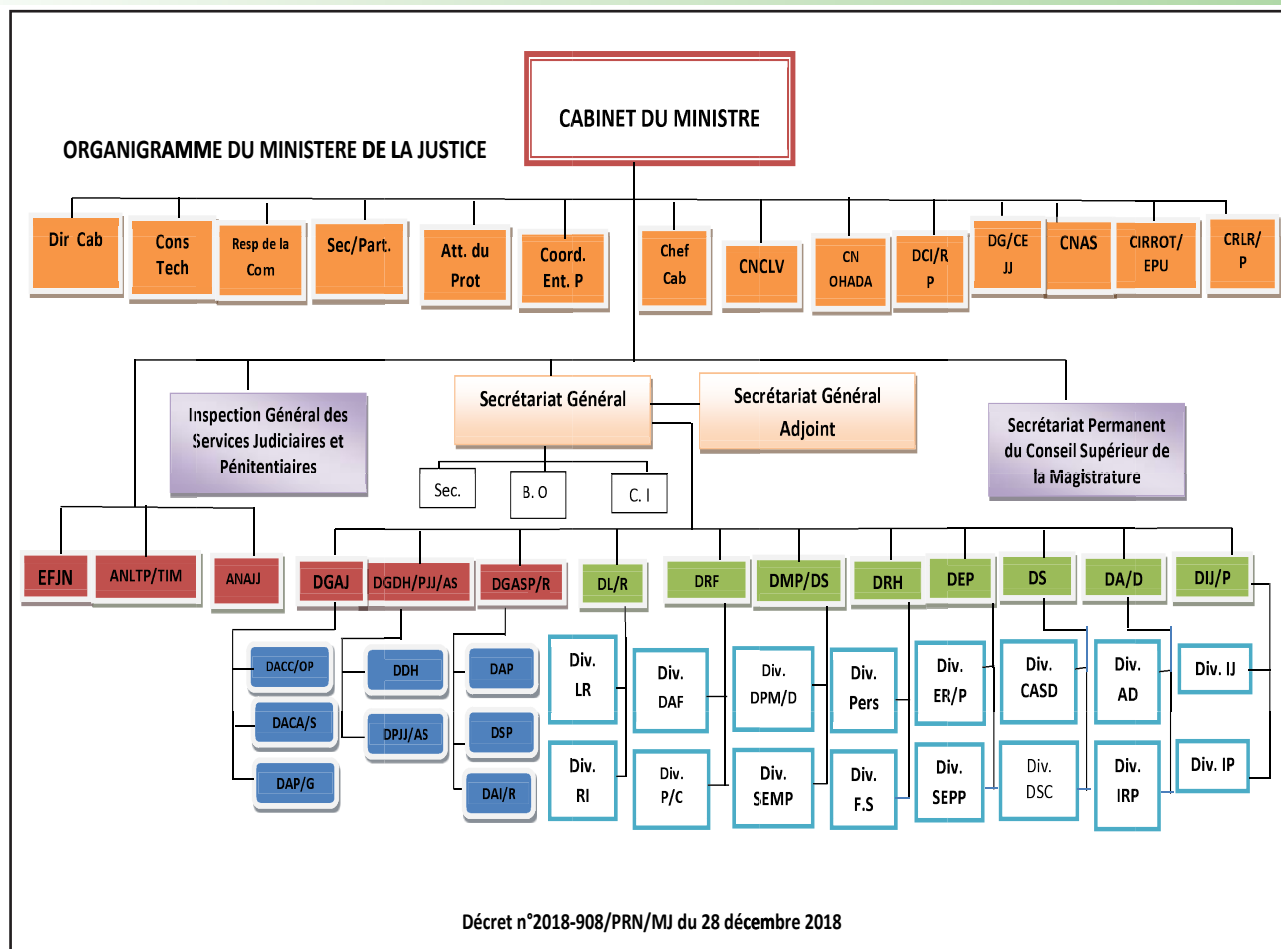 CABINET DU MINISTRE
ORGANIGRAMME DU MINISTERE DE LA JUSTICE
Dir Cab
Cons
Tech
Resp de la
Com
Sec/Part.
Att. du
Prot
Coord.
Ent. P
Chef
Cab
CNCLV
CN
OHADA
DCI/R
P
DG/CE
JJ
CNAS
CIRROT/
EPU
CRLR/
P
Inspection Général des
Services Judiciaires et
Pénitentiaires
Secrétariat Général
Secrétariat Général
Adjoint
Secrétariat Permanent
du Conseil Supérieur de
la Magistrature
Sec.
B. O
C. I
EFJN
ANLTP/TIM
ANAJJ
DGAJ
DGDH/PJJ/AS
DGASP/R
DL/R
DRF
DMP/DS
DRH
DEP
DS
DA/D
DIJ/P
DACC/OP
DACA/S
DAP/G
DDH
DPJJ/AS
DAP
DSP
DAI/R
Div.
LR
Div.
RI
Div.
DAF
Div.
P/C
Div.
DPM/D
Div.
SEMP
Div.
Pers
Div.
F.S
Div.
ER/P
Div.
SEPP
Div.
CASD
Div.
DSC
Div.
AD
Div.
IRP
Div. IJ
Div. IP
Décret n°2018-908/PRN/MJ du 28 décembre 2018